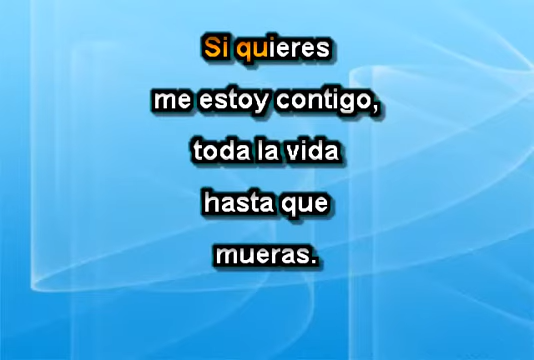 Si quieres
me estoy contigo,
toda la vida
hasta que
mueras.